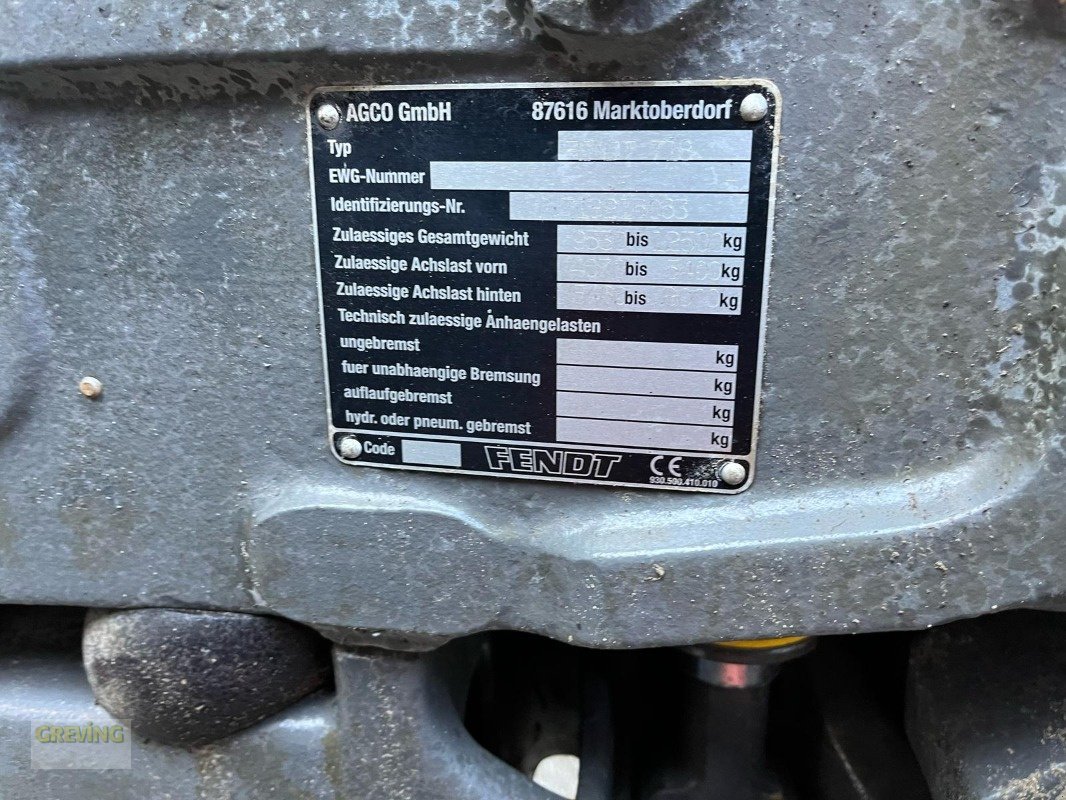 AGCO GmbH 87616 Marktoberdorf
Typ 718
EWG-Nummer
Identifizierungs-Nr.
Zulaessiges Gesamtgewicht bis kg
Zulaessige Achslast vorn bis kg
Zulaessige Achslast hinten bis kg
Technisch zulaessige Anhaengelasten
ungebremst kg
fuer unabhaengige Bremsung kg
auflaufgebremst kg
hydr. oder pneum. gebremst kg
Code FENDT CE
930.500.410.010
GREVING